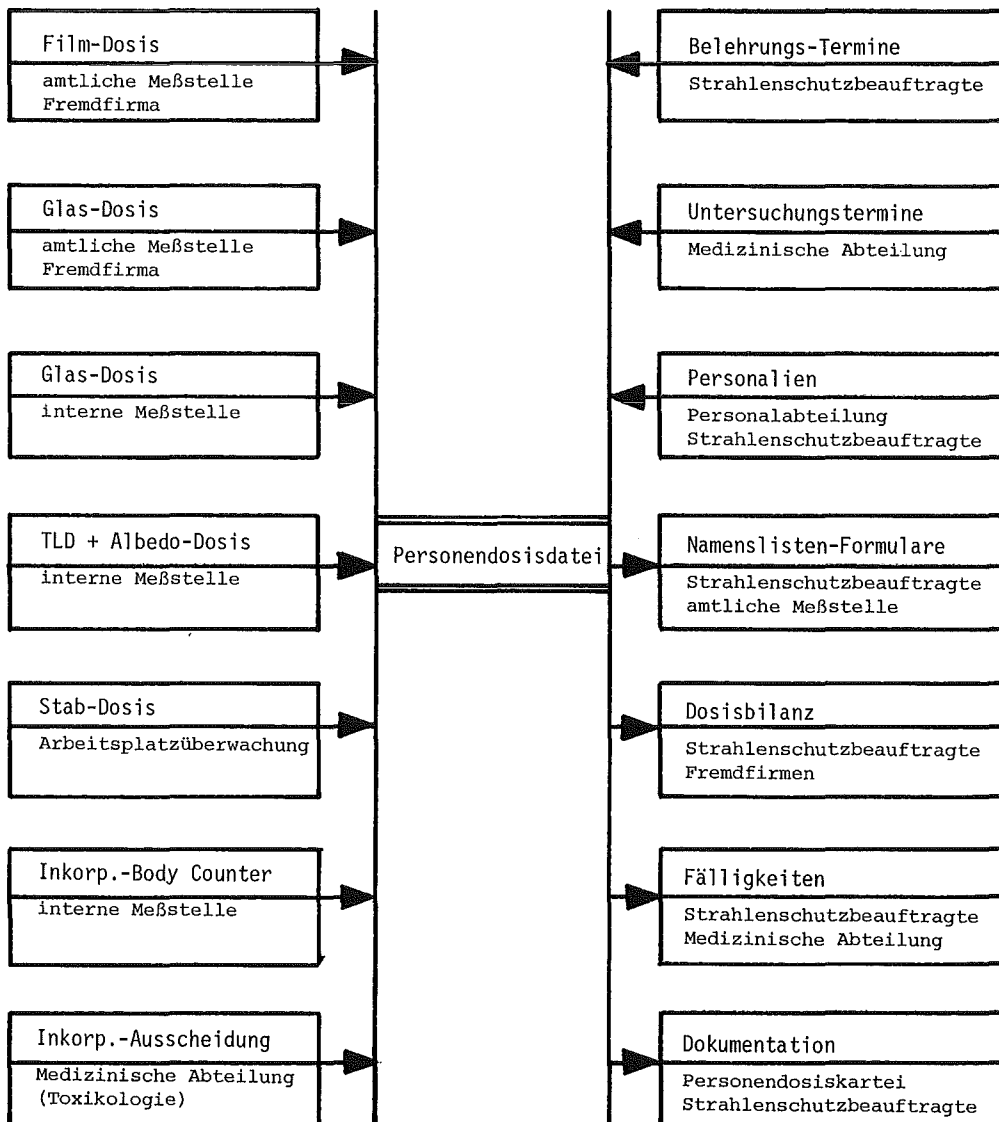 Film-Dosis
amtliche Meßstelle
Fremdfirma
Glas-Dosis
amtliche Meßstelle
Fremdfirma
Glas-Dosis
interne Meßstelle
TLD + Albedo-Dosis
interne Meßstelle
Stab-Dosis
Arbeitsplatzüberwachung
Inkorp.-Body Counter
interne Meßstelle
Inkorp.-Ausscheidung
Medizinische Abteilung
(Toxikologie)
Personendosisdatei
Belehrungs-Termine
Strahlenschutzbeauftragte
Untersuchungstermine
Medizinische Abteilung
Personalien
Personalabteilung
Strahlenschutzbeauftragte
Namenslisten-Formulare
Strahlenschutzbeauftragte
amtliche Meßstelle
Dosisbilanz
Strahlenschutzbeauftragte
Fremdfirmen
Fälligkeiten
Strahlenschutzbeauftragte
Medizinische Abteilung
Dokumentation
Personendosiskartei
Strahlenschutzbeauftragte